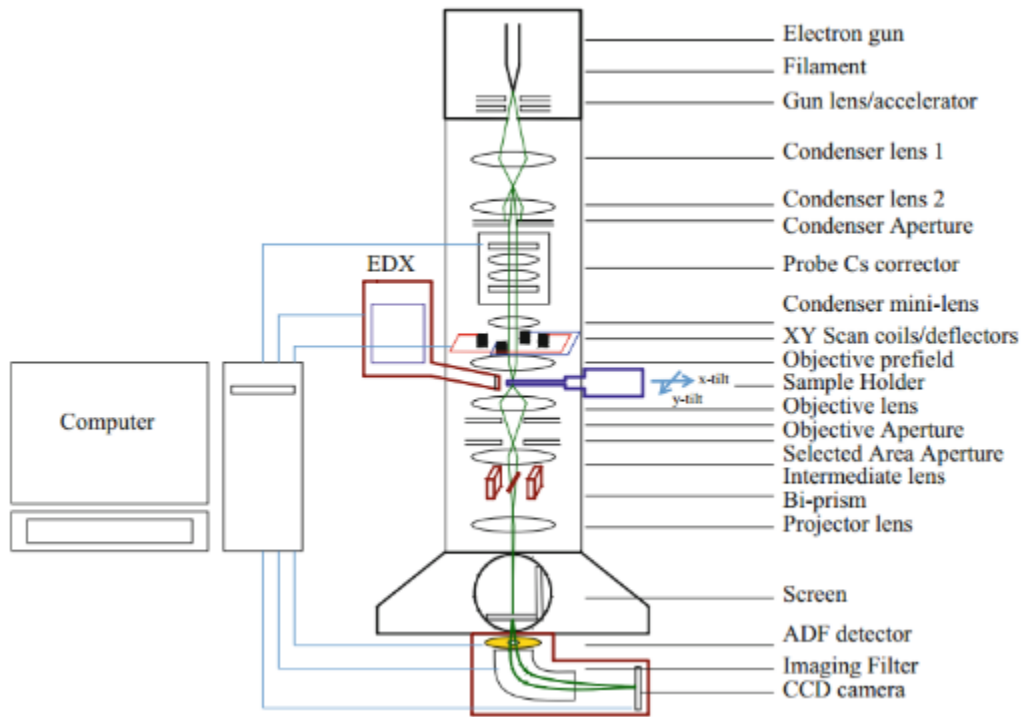 Electron gun
Filament
Gun lens/accelerator
Condenser lens 1
Condenser lens 2
Condenser Aperture
EDX
Probe Cs corrector
Condenser mini-lens
XY Scan coils/deflectors
Objective prefield
x-tilt
Sample Holder
y-tilt
Objective lens
Computer
Objective Aperture
Selected Area Aperture
Intermediate lens
Bi-prism
Projector lens
Screen
ADF detector
Imaging Filter
CCD camera